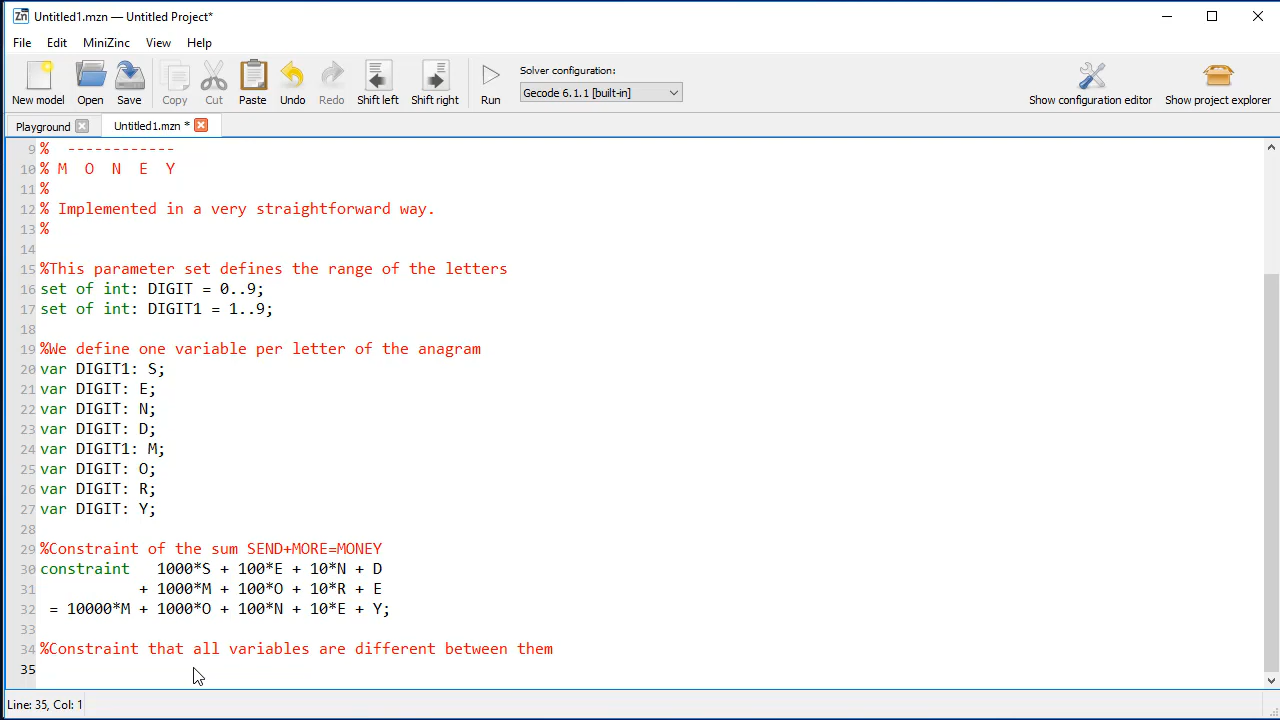 Untitled1.mzn — Untitled Project*
File Edit MiniZinc View Help
New model Open Save Copy Cut Paste Undo Redo Shift left Shift right Run Solver configuration: Gecode 6.1.1 [built-in] Show configuration editor Show project explorer
Playground Untitled1.mzn *
9 % ------------
10 % M O N E Y
11 %
12 % Implemented in a very straightforward way.
13 %
14
15 %This parameter set defines the range of the letters
16 set of int: DIGIT = 0..9;
17 set of int: DIGIT1 = 1..9;
18
19 %We define one variable per letter of the anagram
20 var DIGIT1: S;
21 var DIGIT: E;
22 var DIGIT: N;
23 var DIGIT: D;
24 var DIGIT1: M;
25 var DIGIT: O;
26 var DIGIT: R;
27 var DIGIT: Y;
28
29 %Constraint of the sum SEND+MORE=MONEY
30 constraint 1000*S + 100*E + 10*N + D
31 + 1000*M + 100*O + 10*R + E
32 = 10000*M + 1000*O + 100*N + 10*E + Y;
33
34 %Constraint that all variables are different between them
35
Line: 35, Col: 1